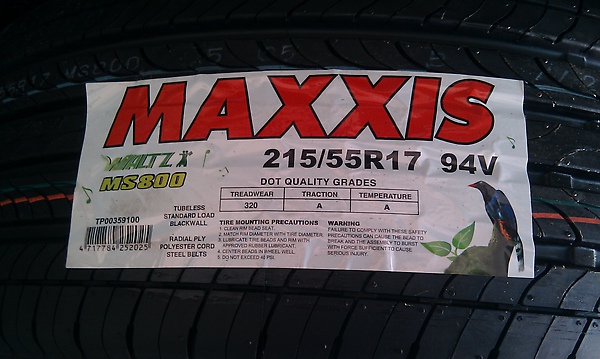 MAXXIS
WALTZ
MS800
215/55R17 94V
DOT QUALITY GRADES
TREADWEAR TRACTION TEMPERATURE
320 A A
TUBELESS
STANDARD LOAD
BLACKWALL
RADIAL PLY
POLYESTER CORD
STEEL BELTS
TP00359100
4 717784 252025
TIRE MOUNTING PRECAUTIONS
1. CLEAN RIM BEAD SEAT.
2. MATCH RIM DIAMETER WITH TIRE DIAMETER.
3. LUBRICATE TIRE BEADS AND RIM WITH
APPROVED RUBBER LUBRICANT.
4. CENTER BEADS IN WHEEL WELL.
5. DO NOT EXCEED 40 PSI.
WARNING
FAILURE TO COMPLY WITH THESE SAFETY
PRECAUTIONS CAN CAUSE THE BEAD TO
BREAK AND THE ASSEMBLY TO BURST
WITH FORCE SUFFICIENT TO CAUSE
SERIOUS INJURY.